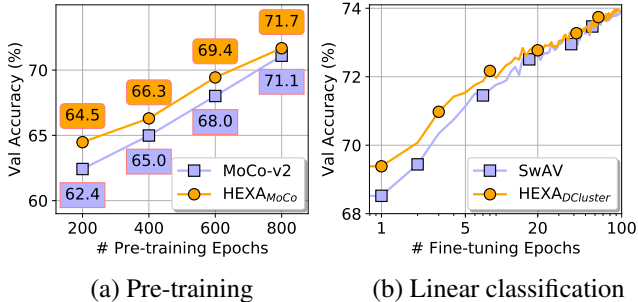 Val Accuracy (%)
70
65
60
64.5
66.3
69.4
71.7
62.4
65.0
68.0
71.1
MoCo-v2
HEXA_MoCo
200 400 600 800
# Pre-training Epochs
(a) Pre-training
Val Accuracy (%)
74
72
70
68
SwAV
HEXA_DCluster
1 5 20 100
# Fine-tuning Epochs
(b) Linear classification